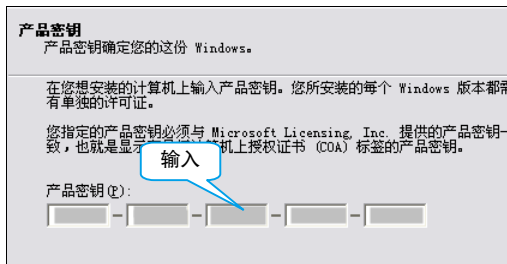 产品密钥
产品密钥确定您的这份 Windows。
在您想安装的计算机上输入产品密钥。您所安装的每个 Windows 版本都需
有单独的许可证。
您指定的产品密钥必须与 Microsoft Licensing, Inc. 提供的产品密钥一
致，也就是显示 机上授权证书 (COA) 标签的产品密钥。
输入
产品密钥(P):
- - - -